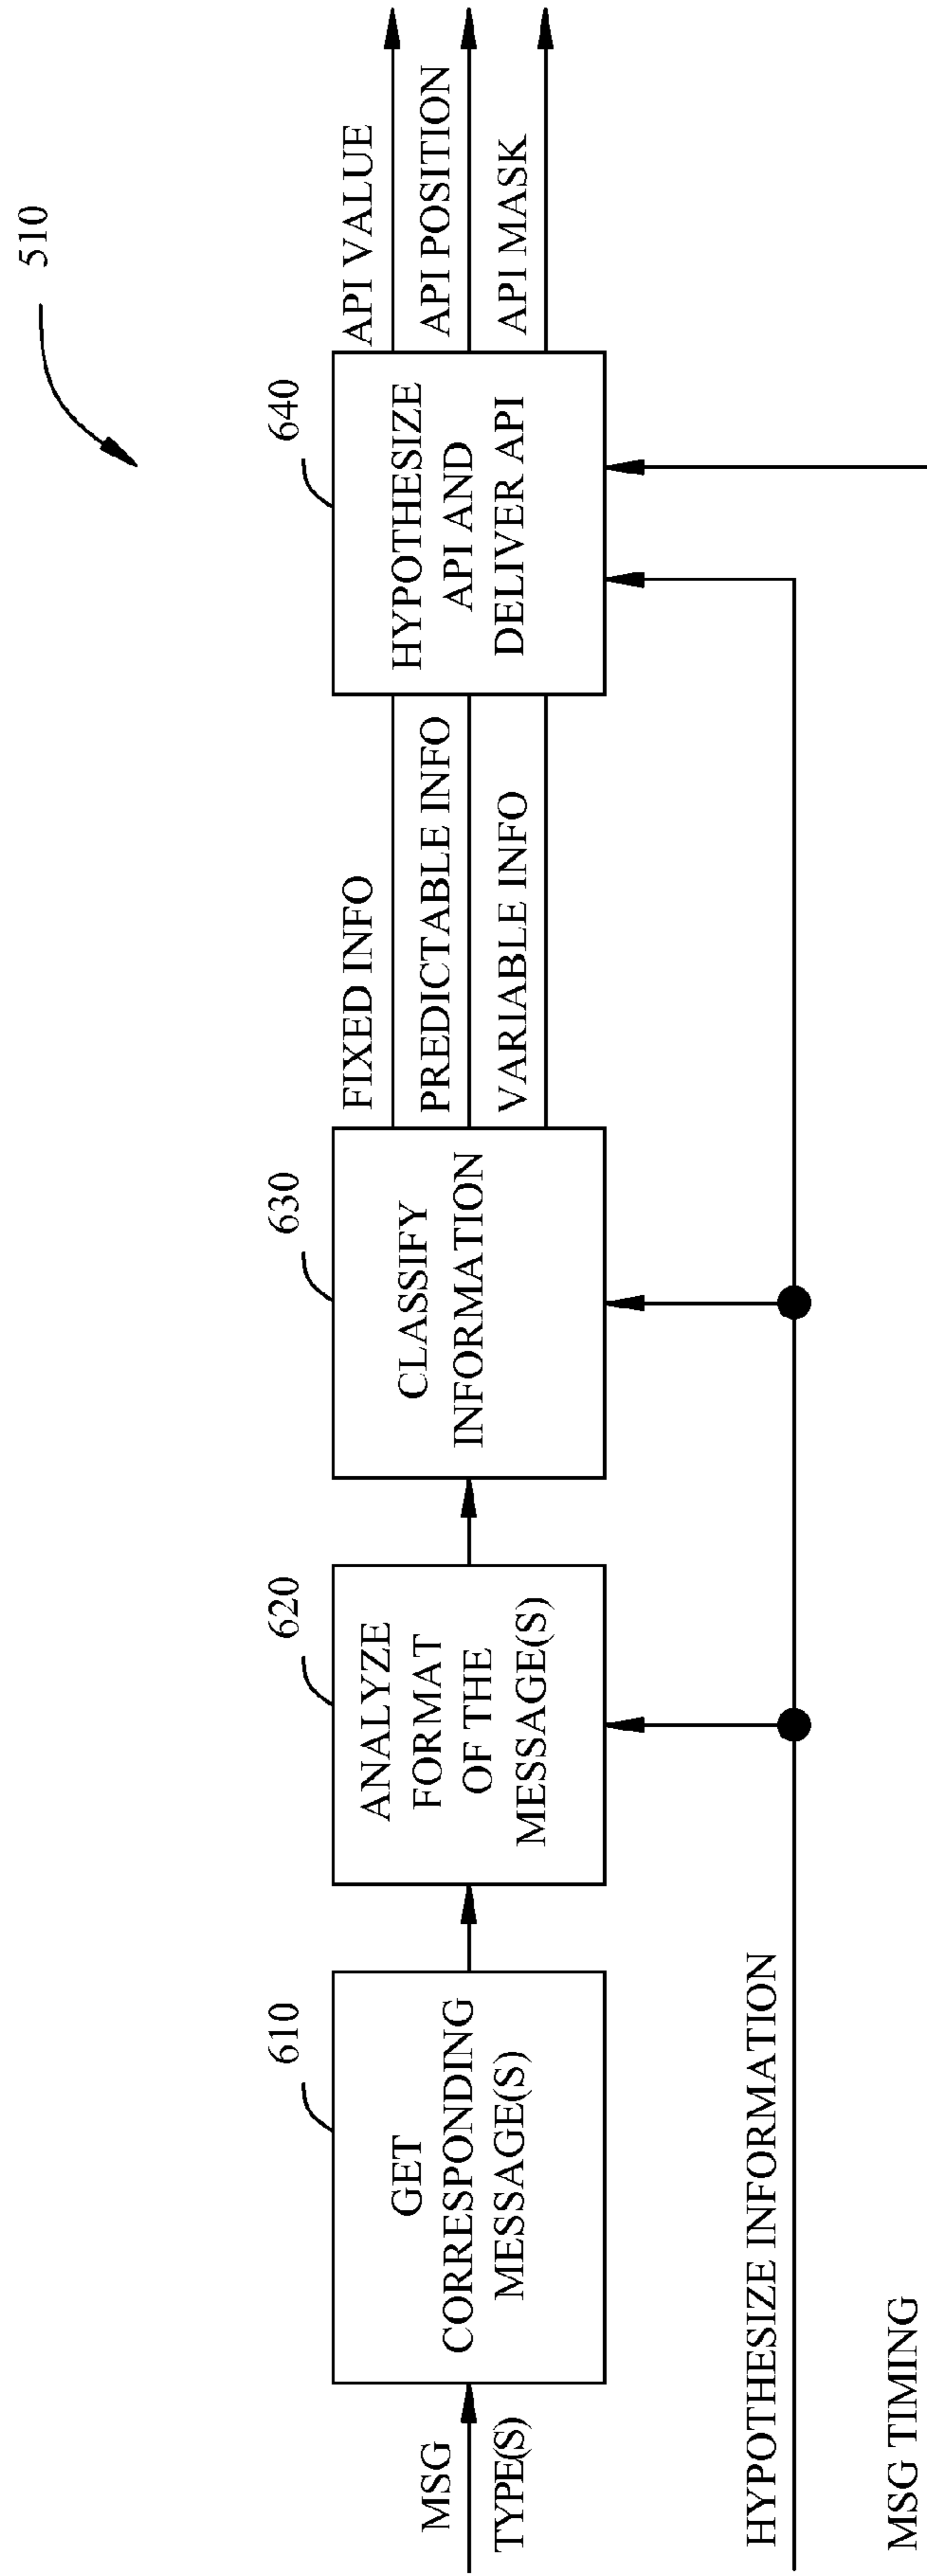 510
610
620
630
640
MSG
TYPE(S)
GET
CORRESPONDING
MESSAGE(S)
ANALYZE
FORMAT
OF THE
MESSAGE(S)
CLASSIFY
INFORMATION
FIXED INFO
PREDICTABLE INFO
VARIABLE INFO
HYPOTHESIZE
API AND
DELIVER API
API VALUE
API POSITION
API MASK
HYPOTHESIZE INFORMATION
MSG TIMING